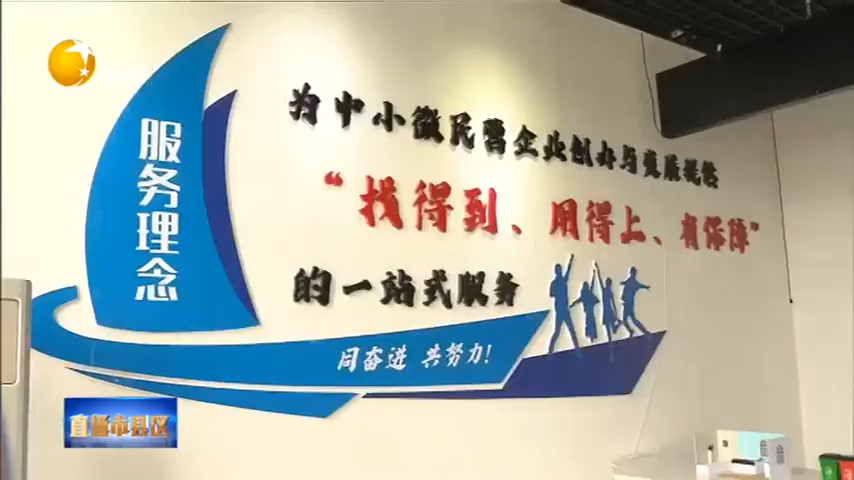 服务理念
为中小微民营企业创办与发展提供
“找得到、用得上、有保障”
的一站式服务
同奋进 共努力!
直播市县区